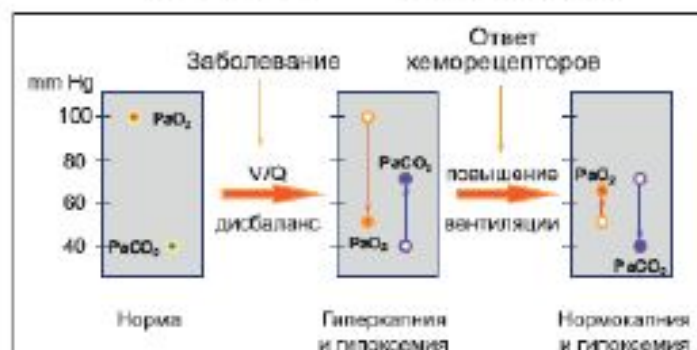 Заболевание
Ответ
хеморецепторов
mm Hg
100
80
60
40
PaO2
PaCO2
V/Q
дисбаланс
PaCO2
PaO2
повышение
вентиляции
PaO2
PaCO2
Норма
Гиперкапния
и гипоксемия
Нормокапния
и гипоксемия